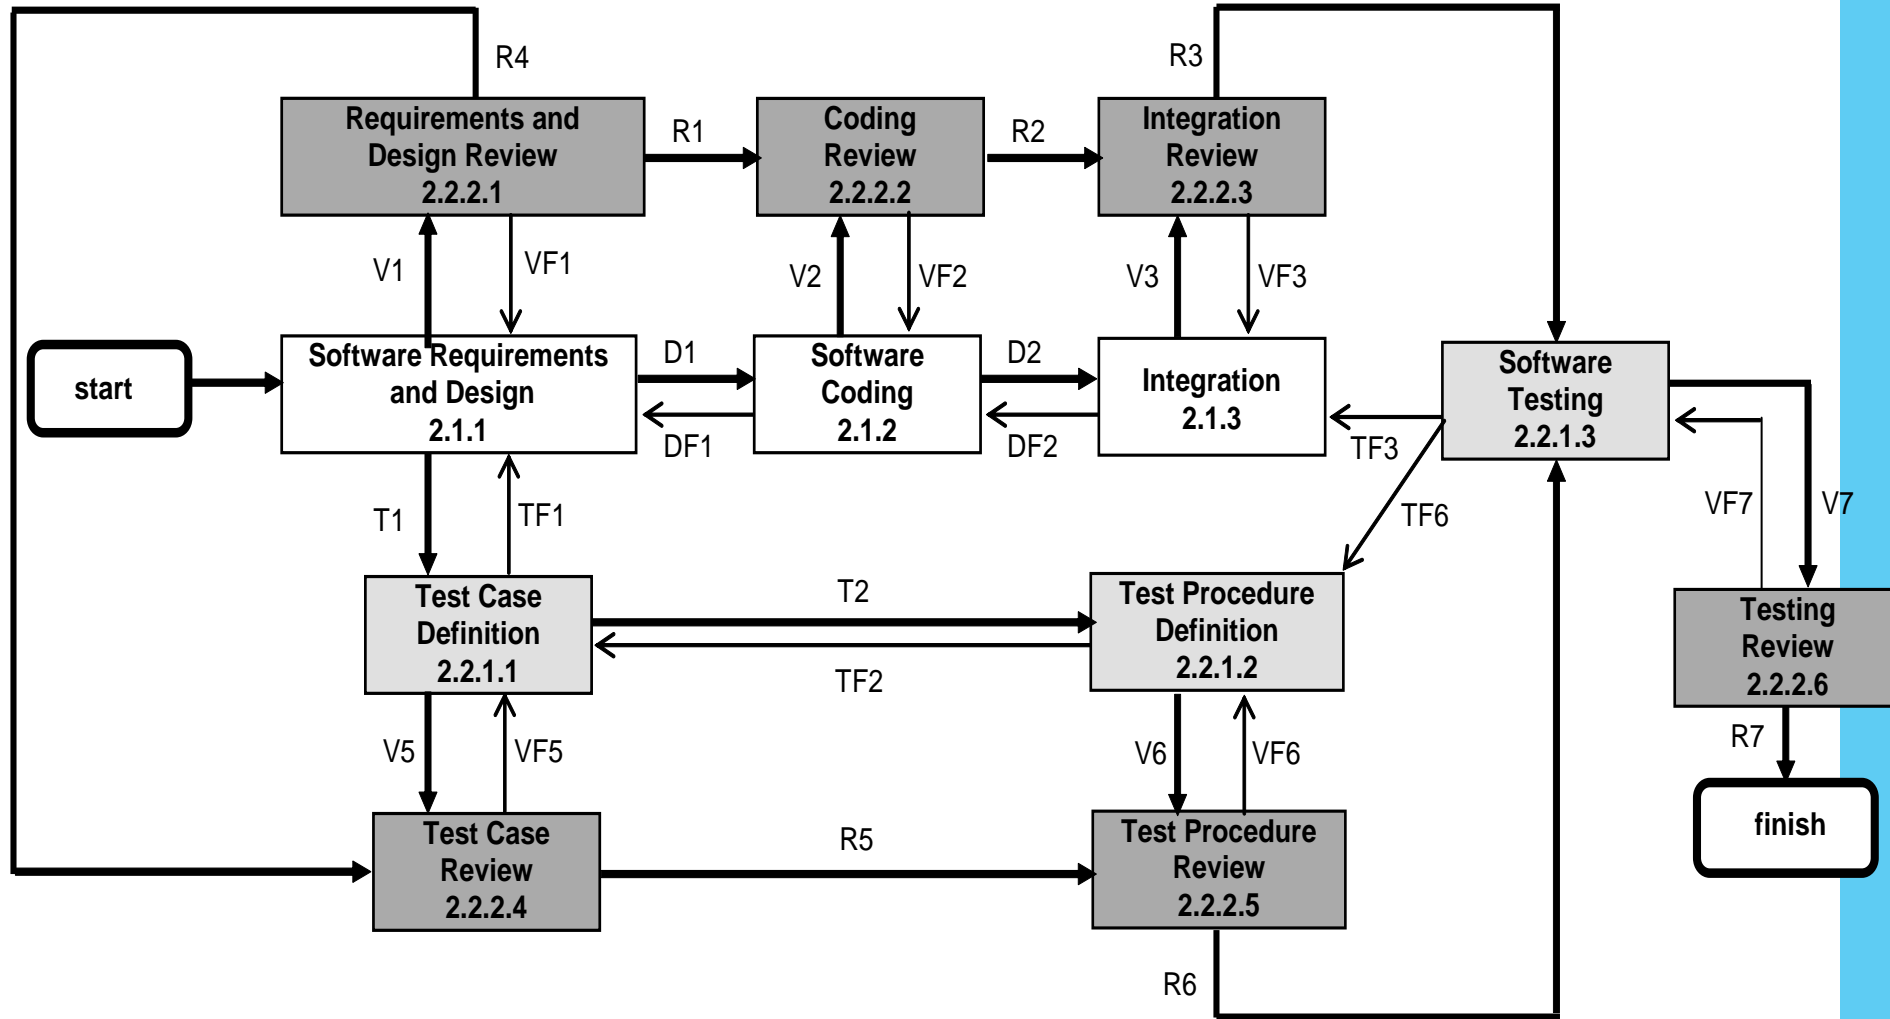 R4
R3
Requirements and
Design Review
2.2.2.1
R1
Coding
Review
2.2.2.2
R2
Integration
Review
2.2.2.3
V1
VF1
V2
VF2
V3
VF3
start
Software Requirements
and Design
2.1.1
D1
DF1
Software
Coding
2.1.2
D2
DF2
Integration
2.1.3
TF3
Software
Testing
2.2.1.3
T1
TF1
TF6
VF7
V7
Test Case
Definition
2.2.1.1
T2
TF2
Test Procedure
Definition
2.2.1.2
Testing
Review
2.2.2.6
V5
VF5
V6
VF6
R7
Test Case
Review
2.2.2.4
R5
Test Procedure
Review
2.2.2.5
finish
R6